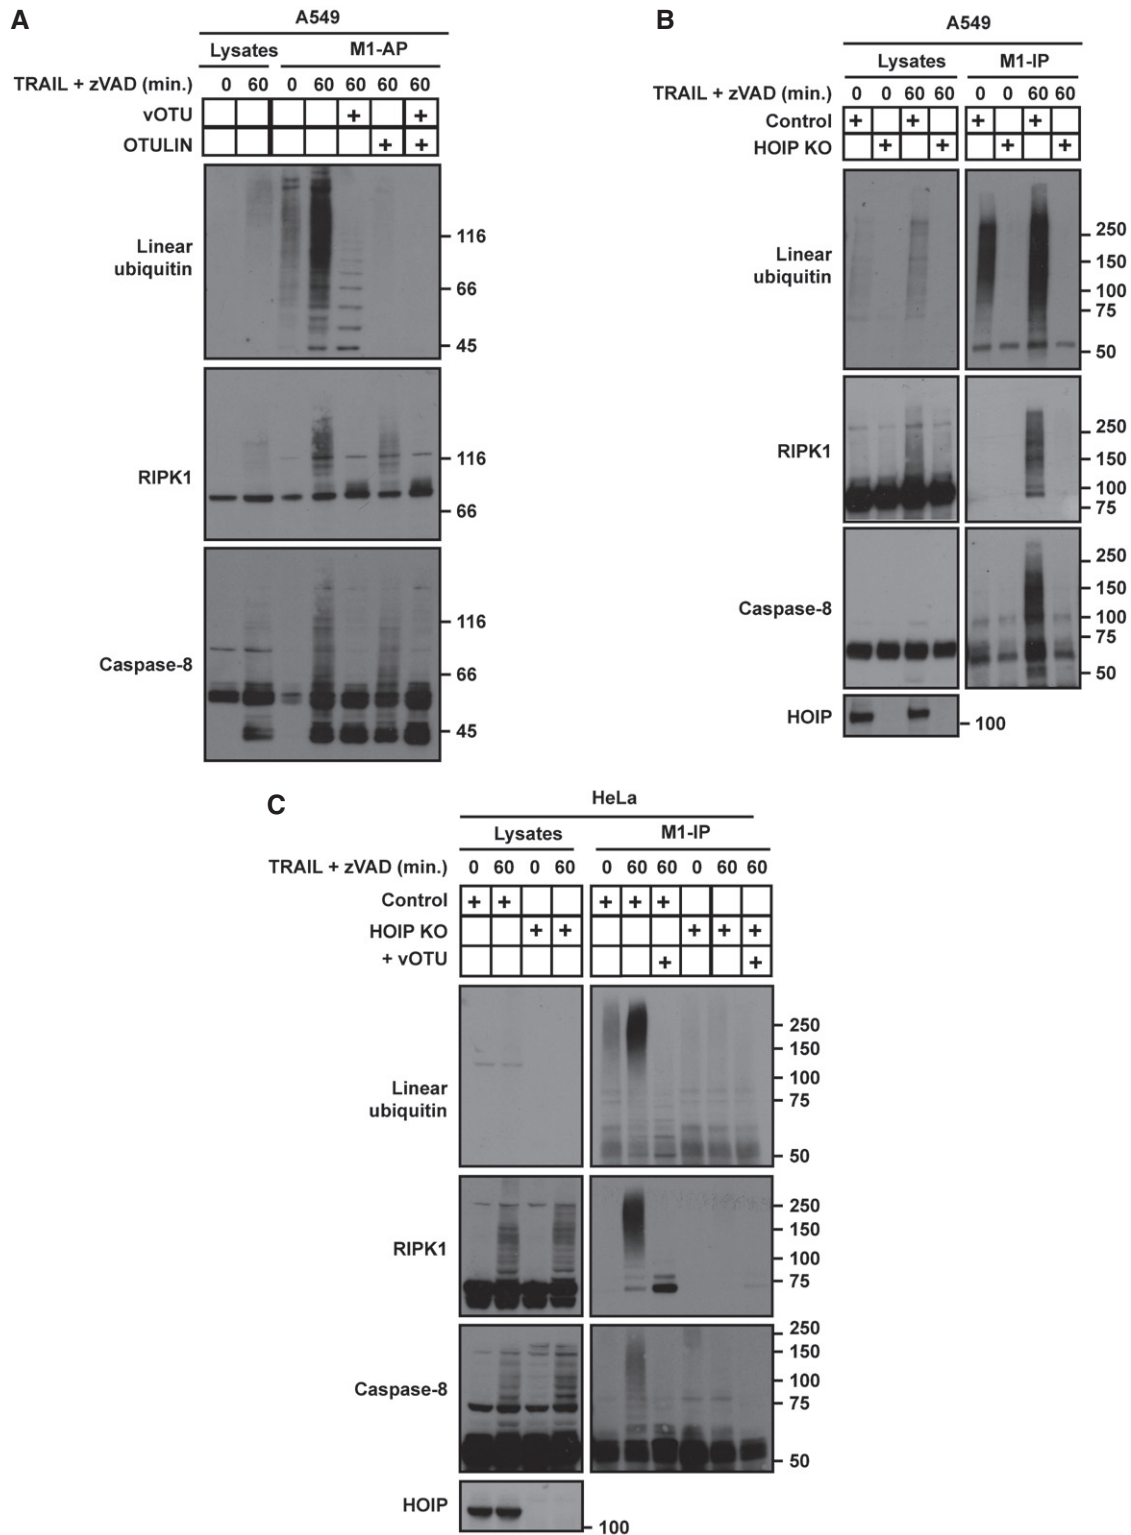 A
A549
Lysates M1-AP
TRAIL + zVAD (min.) 0 60 0 60 60 60 60
vOTU + +
OTULIN + +
Linear
ubiquitin
116
66
45
RIPK1
116
66
Caspase-8
116
66
45
B
A549
Lysates M1-IP
TRAIL + zVAD (min.) 0 0 60 60 0 0 60 60
Control + + + +
HOIP KO + + + +
Linear
ubiquitin
250
150
100
75
50
RIPK1
250
150
100
75
Caspase-8
250
150
100
75
50
HOIP
100
C
HeLa
Lysates M1-IP
TRAIL + zVAD (min.) 0 60 0 60 0 60 60 0 60 60
Control + + + + +
HOIP KO + + + + +
+ vOTU + +
Linear
ubiquitin
250
150
100
75
50
RIPK1
250
150
100
75
Caspase-8
250
150
100
75
50
HOIP
100